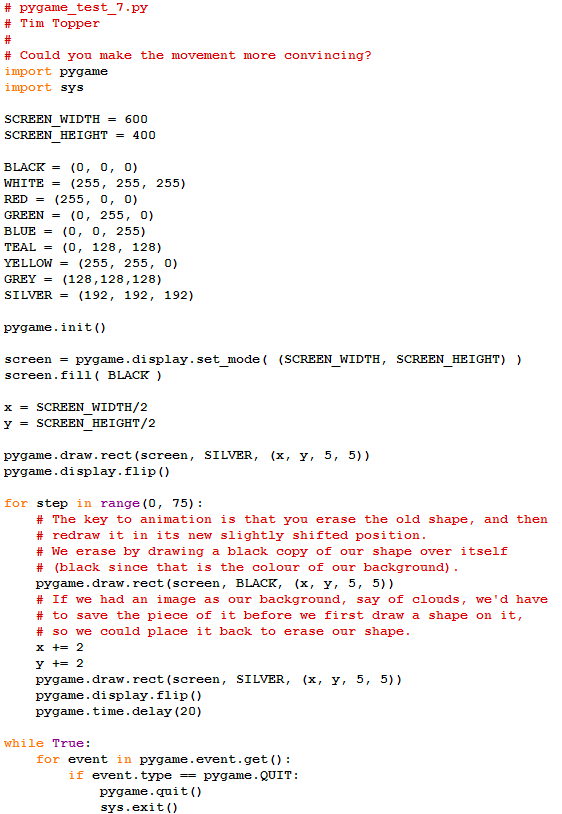 # pygame_test_7.py
# Tim Topper
#
# Could you make the movement more convincing?
import pygame
import sys

SCREEN_WIDTH = 600
SCREEN_HEIGHT = 400

BLACK = (0, 0, 0)
WHITE = (255, 255, 255)
RED = (255, 0, 0)
GREEN = (0, 255, 0)
BLUE = (0, 0, 255)
TEAL = (0, 128, 128)
YELLOW = (255, 255, 0)
GREY = (128,128,128)
SILVER = (192, 192, 192)

pygame.init()

screen = pygame.display.set_mode( (SCREEN_WIDTH, SCREEN_HEIGHT) )
screen.fill( BLACK )

x = SCREEN_WIDTH/2
y = SCREEN_HEIGHT/2

pygame.draw.rect(screen, SILVER, (x, y, 5, 5))
pygame.display.flip()

for step in range(0, 75):
    # The key to animation is that you erase the old shape, and then
    # redraw it in its new slightly shifted position.
    # We erase by drawing a black copy of our shape over itself
    # (black since that is the colour of our background).
    pygame.draw.rect(screen, BLACK, (x, y, 5, 5))
    # If we had an image as our background, say of clouds, we'd have
    # to save the piece of it before we first draw a shape on it,
    # so we could place it back to erase our shape.
    x += 2
    y += 2
    pygame.draw.rect(screen, SILVER, (x, y, 5, 5))
    pygame.display.flip()
    pygame.time.delay(20)

while True:
    for event in pygame.event.get():
        if event.type == pygame.QUIT:
            pygame.quit()
            sys.exit()